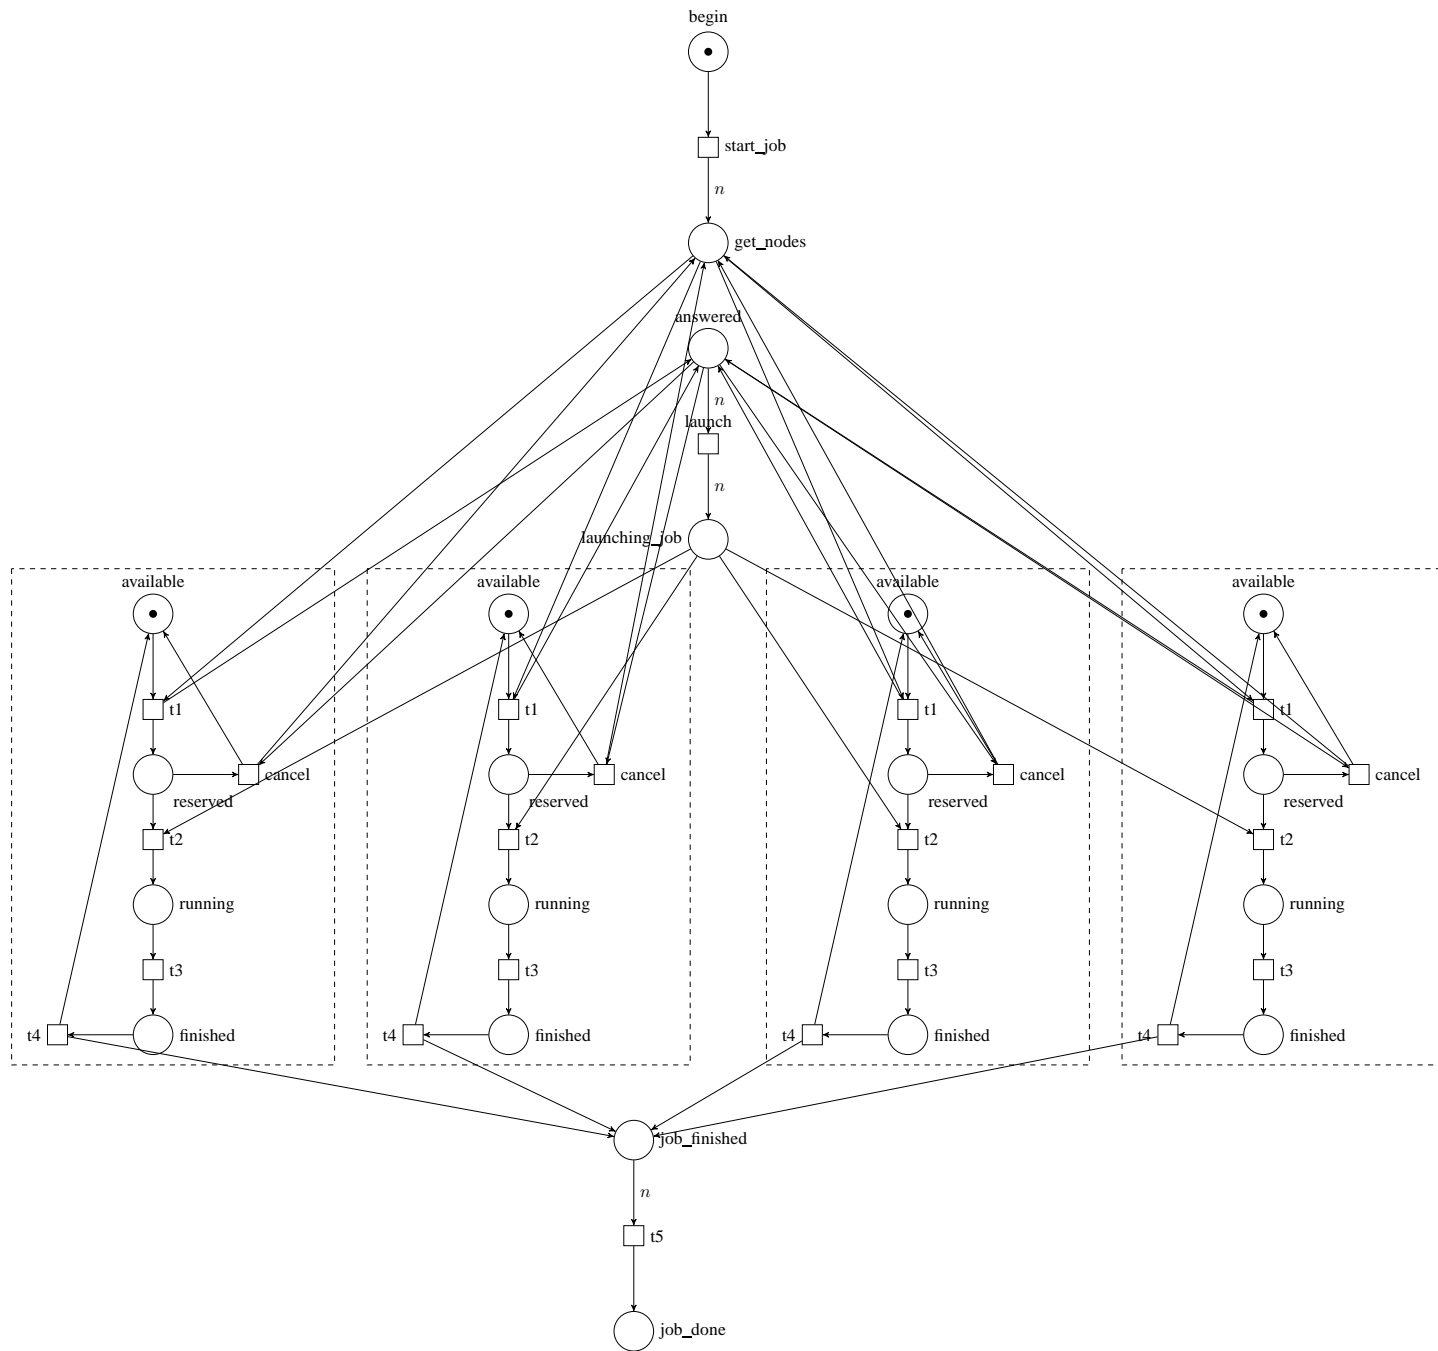 begin
start_job
n
get_nodes
answered
n
launch
n
launching_job
available
available
available
available
t1
t1
t1
t1
cancel
cancel
cancel
cancel
reserved
reserved
reserved
reserved
t2
t2
t2
t2
running
running
running
running
t3
t3
t3
t3
t4
finished
t4
finished
t4
finished
t4
finished
job_finished
n
t5
job_done